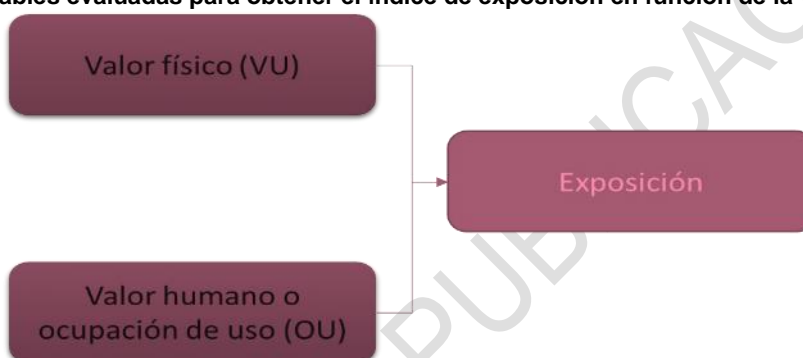 ables evaluadas para obtener el índice de exposición en función de la
Valor físico (VU)
Exposición
Valor humano o
ocupación de uso (OU)